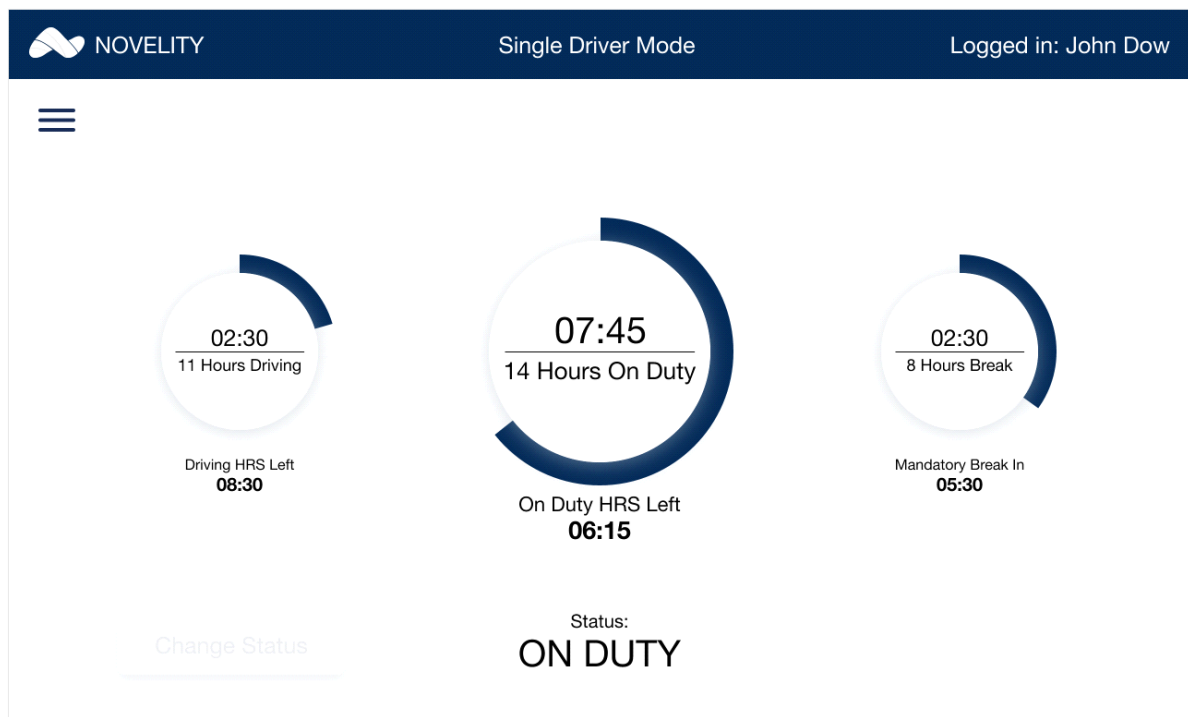 NOVELITY
Single Driver Mode
Logged in: John Dow
02:30
11 Hours Driving
Driving HRS Left
08:30
07:45
14 Hours On Duty
On Duty HRS Left
06:15
02:30
8 Hours Break
Mandatory Break In
05:30
Change Status
Status:
ON DUTY